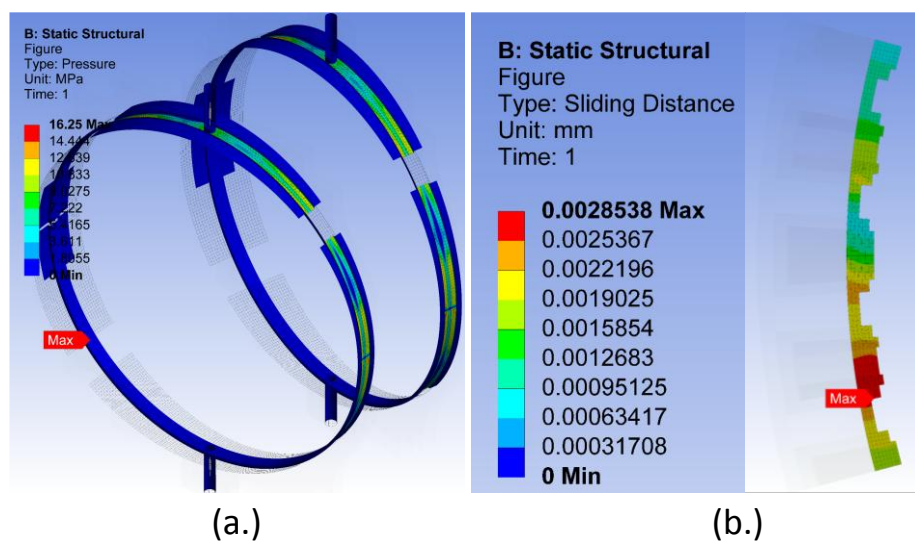 B: Static Structural
Figure
Type: Pressure
Unit: MPa
Time: 1
16.25 Max
14.444
Max
0 Min
B: Static Structural
Figure
Type: Sliding Distance
Unit: mm
Time: 1
0.0028538 Max
0.0025367
0.0022196
0.0019025
0.0015854
0.0012683
0.00095125
0.00063417
0.00031708
0 Min
Max
(a.)
(b.)